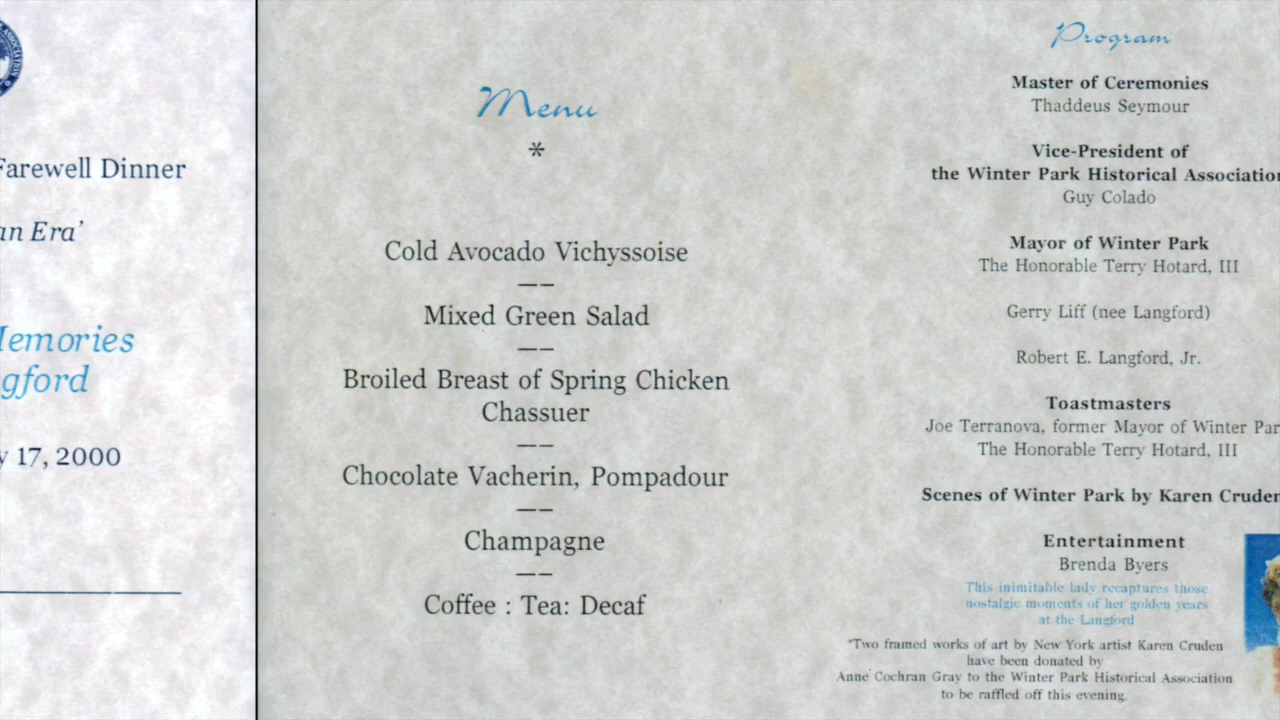 ASSOCIATION
Farewell Dinner
an Era’
Memories
gford
y 17, 2000
Menu
*
Cold Avocado Vichyssoise
——
Mixed Green Salad
——
Broiled Breast of Spring Chicken
Chassuer
——
Chocolate Vacherin, Pompadour
——
Champagne
——
Coffee : Tea: Decaf
Program
Master of Ceremonies
Thaddeus Seymour
Vice-President of
the Winter Park Historical Association
Guy Colado
Mayor of Winter Park
The Honorable Terry Hotard, III
Gerry Liff (nee Langford)
Robert E. Langford, Jr.
Toastmasters
Joe Terranova, former Mayor of Winter Par
The Honorable Terry Hotard, III
Scenes of Winter Park by Karen Cruden
Entertainment
Brenda Byers
This inimitable lady recaptures those
nostalgic moments of her golden years
at the Langford
*Two framed works of art by New York artist Karen Cruden
have been donated by
Anne Cochran Gray to the Winter Park Historical Association
to be raffled off this evening.